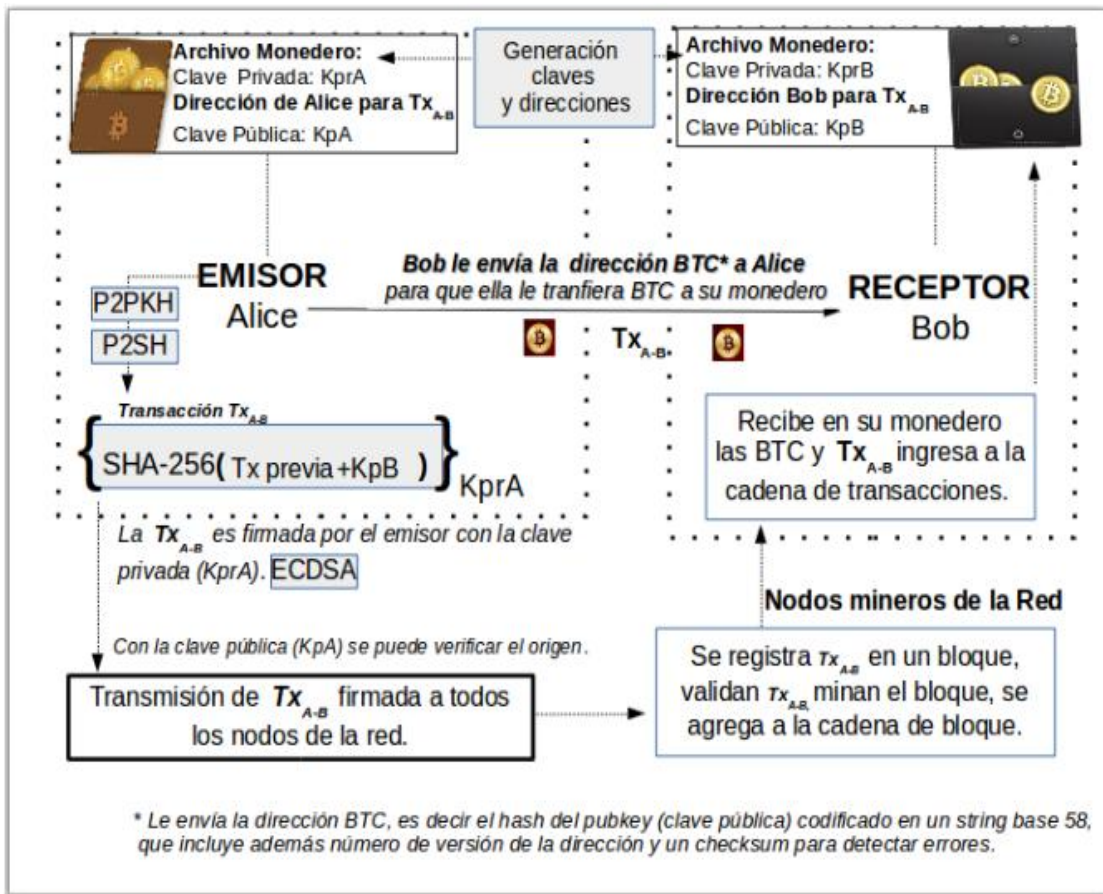 Archivo Monedero:
Clave Privada: KprA
Dirección de Alice para Tx A-B
Clave Pública: KpA
Generación
claves
y direcciones
Archivo Monedero:
Clave Privada: KprB
Dirección Bob para Tx A-B
Clave Pública: KpB
EMISOR
Alice
Bob le envía la dirección BTC* a Alice
para que ella le tranfiera BTC a su monedero
Tx A-B
RECEPTOR
Bob
P2PKH
P2SH
Transacción Tx A-B
{ SHA-256( Tx previa+KpB ) } KprA
La Tx A-B es firmada por el emisor con la clave
privada (KprA). ECDSA
Con la clave pública (KpA) se puede verificar el origen.
Transmisión de Tx A-B firmada a todos
los nodos de la red.
Recibe en su monedero
las BTC y Tx A-B ingresa a la
cadena de transacciones.
Nodos mineros de la Red
Se registra Tx A-B en un bloque,
validan Tx A-B, minan el bloque, se
agrega a la cadena de bloque.
* Le envía la dirección BTC, es decir el hash del pubkey (clave pública) codificado en un string base 58,
que incluye además número de versión de la dirección y un checksum para detectar errores.